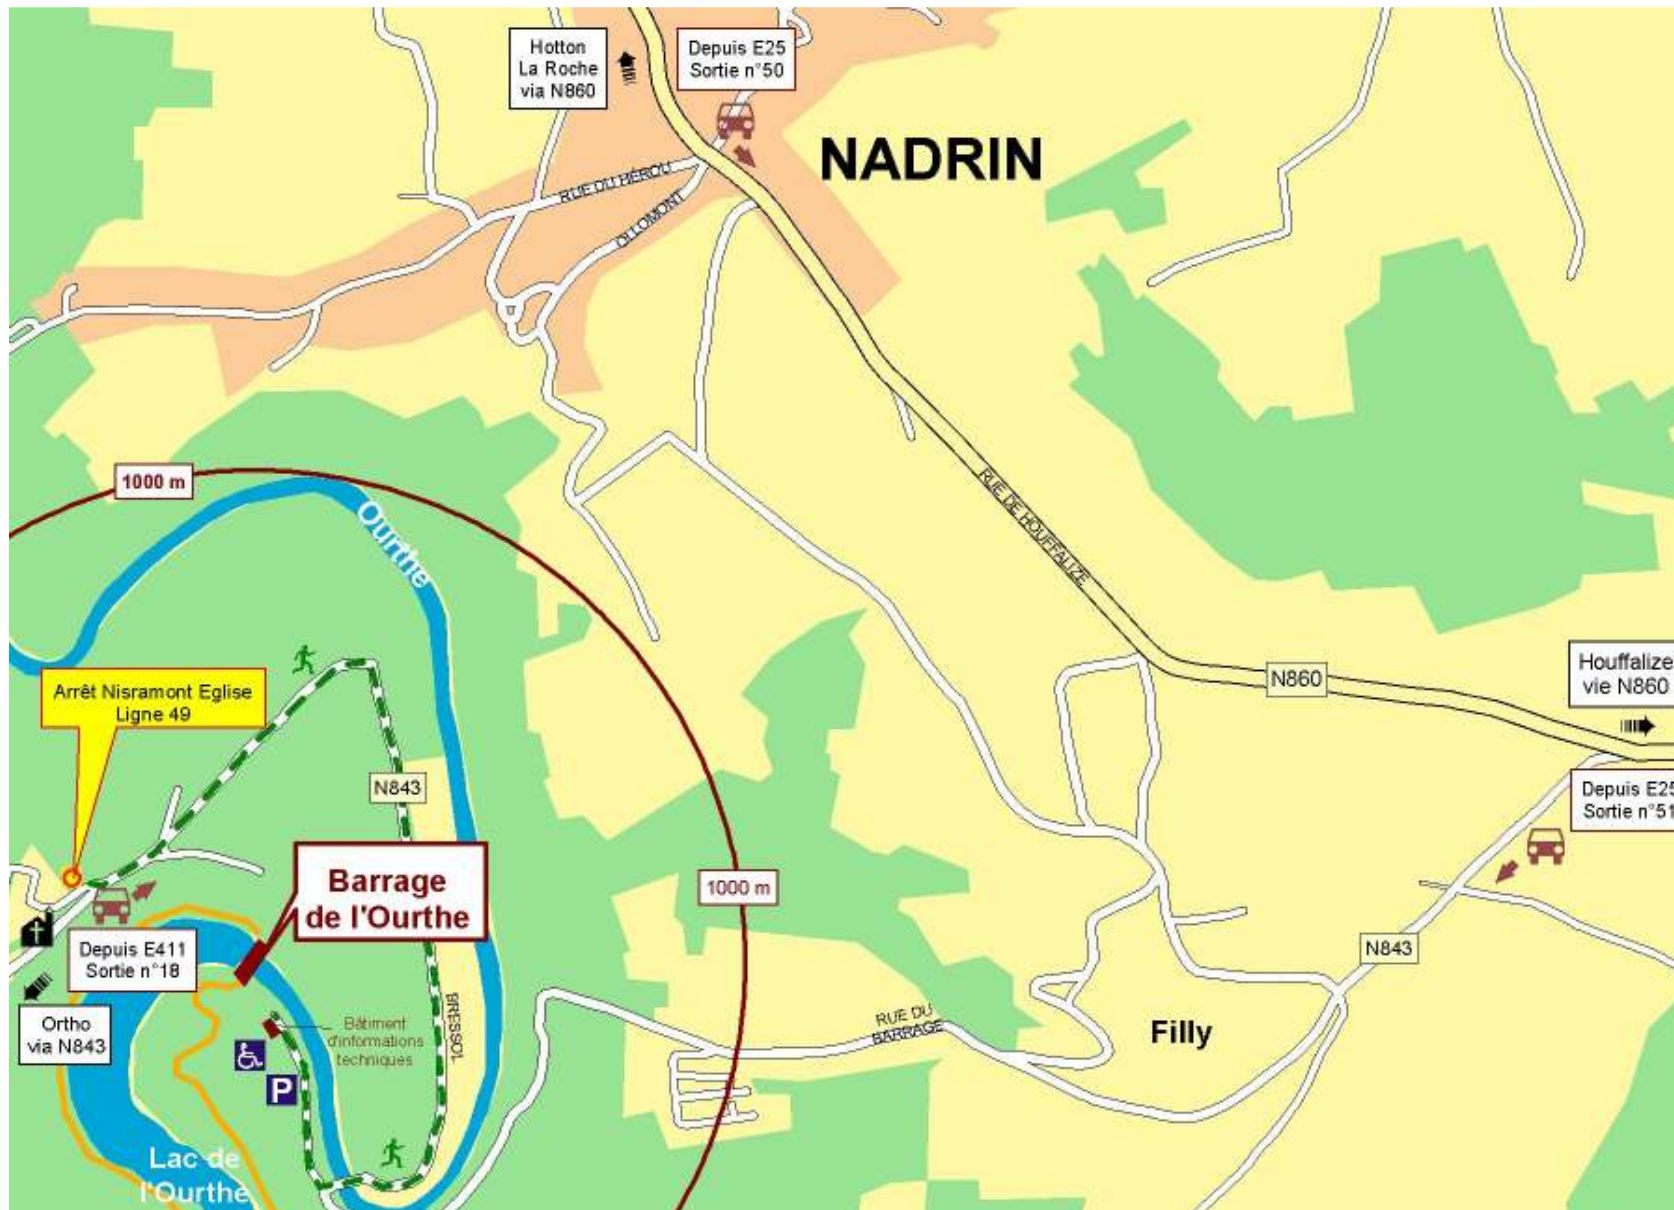 Hotton
La Roche
via N860
Depuis E25
Sortie n°50
NADRIN
RUE DU HÉROU
OLLOMONT
1000 m
Ourthe
RUE DE HOUFFALIZE
N860
Houffalize
vie N860
Arrêt Nisramont Eglise
Ligne 49
N843
Depuis E25
Sortie n°51
Barrage
de l'Ourthe
1000 m
Depuis E411
Sortie n°18
N843
Ortho
via N843
BRESSOL
Bâtiment
d'informations
techniques
RUE DU
BARRAGE
Filly
P
Lac de
l'Ourthe